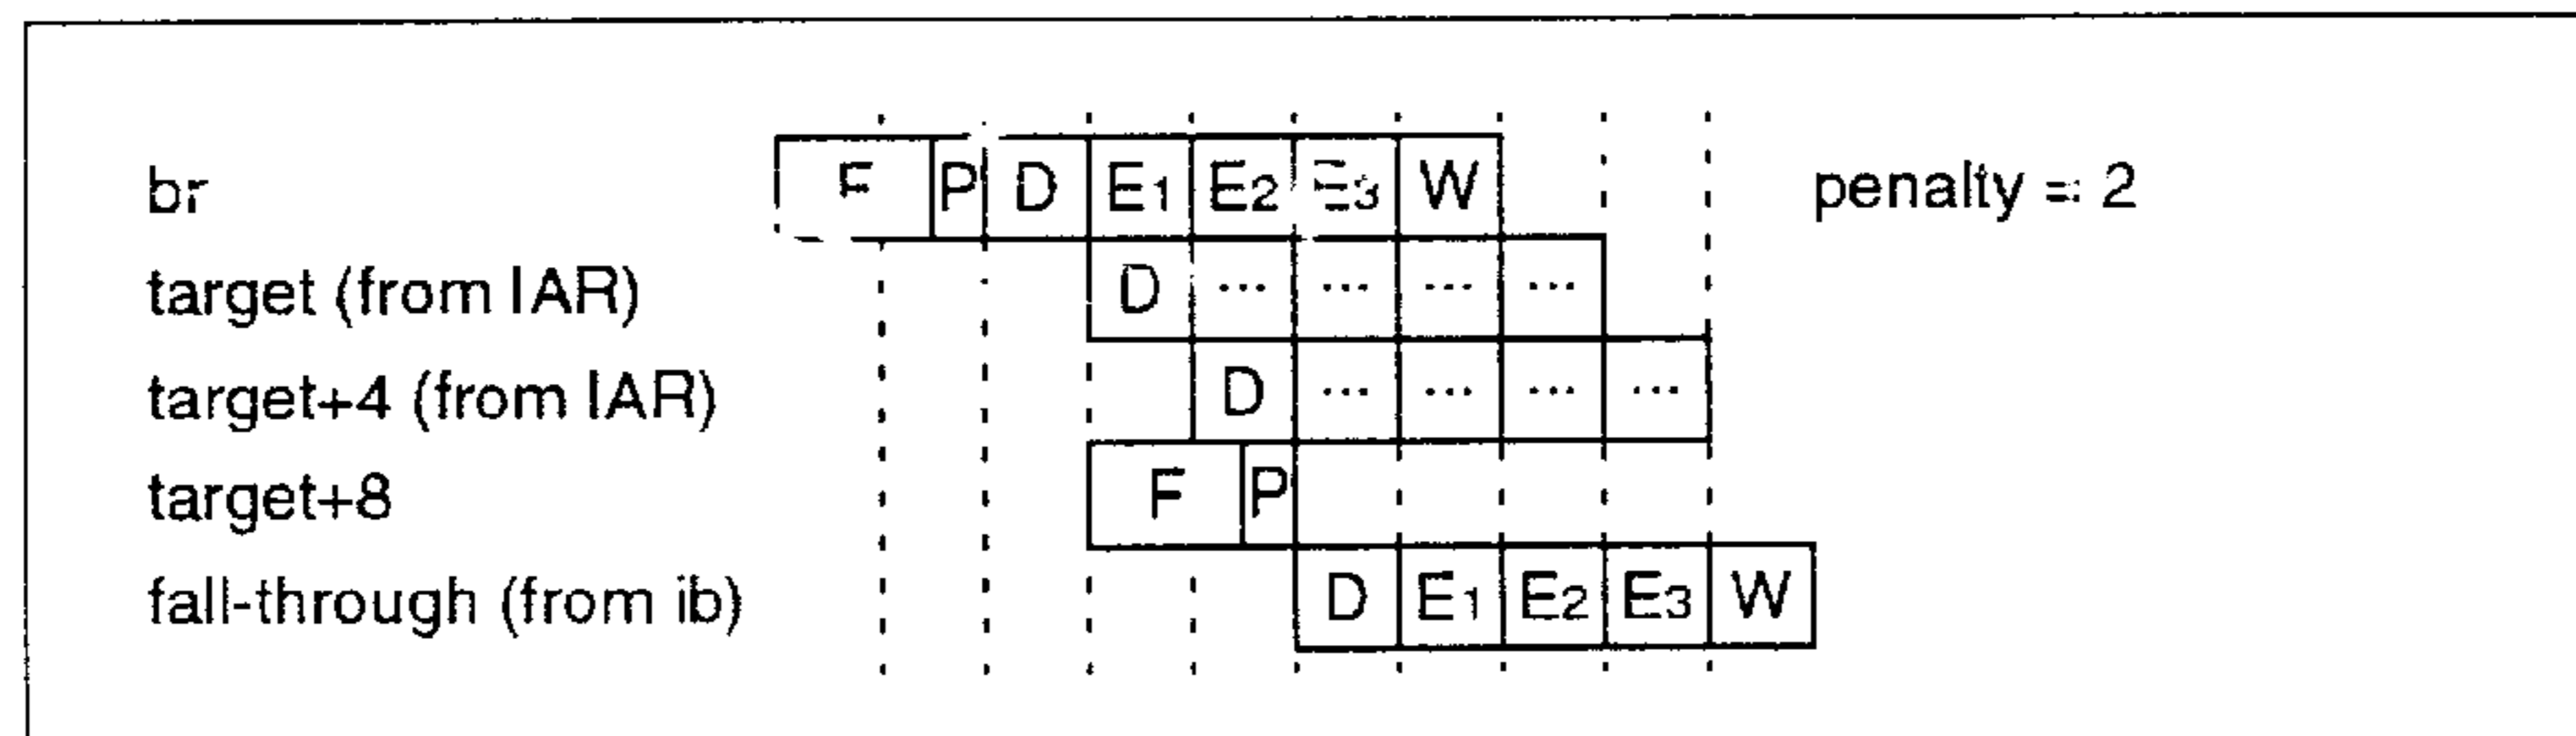 br F P D E1 E2 E3 W penalty = 2
target (from IAR) D ... ... ... ...
target+4 (from IAR) D ... ... ... ...
target+8 F P
fall-through (from ib) D E1 E2 E3 W